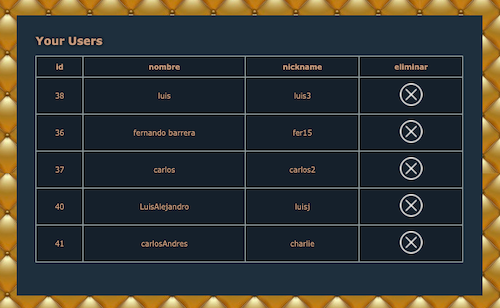 Your Users
id nombre nickname eliminar
38 luis luis3
36 fernando barrera fer15
37 carlos carlos2
40 LuisAlejandro luisj
41 carlosAndres charlie